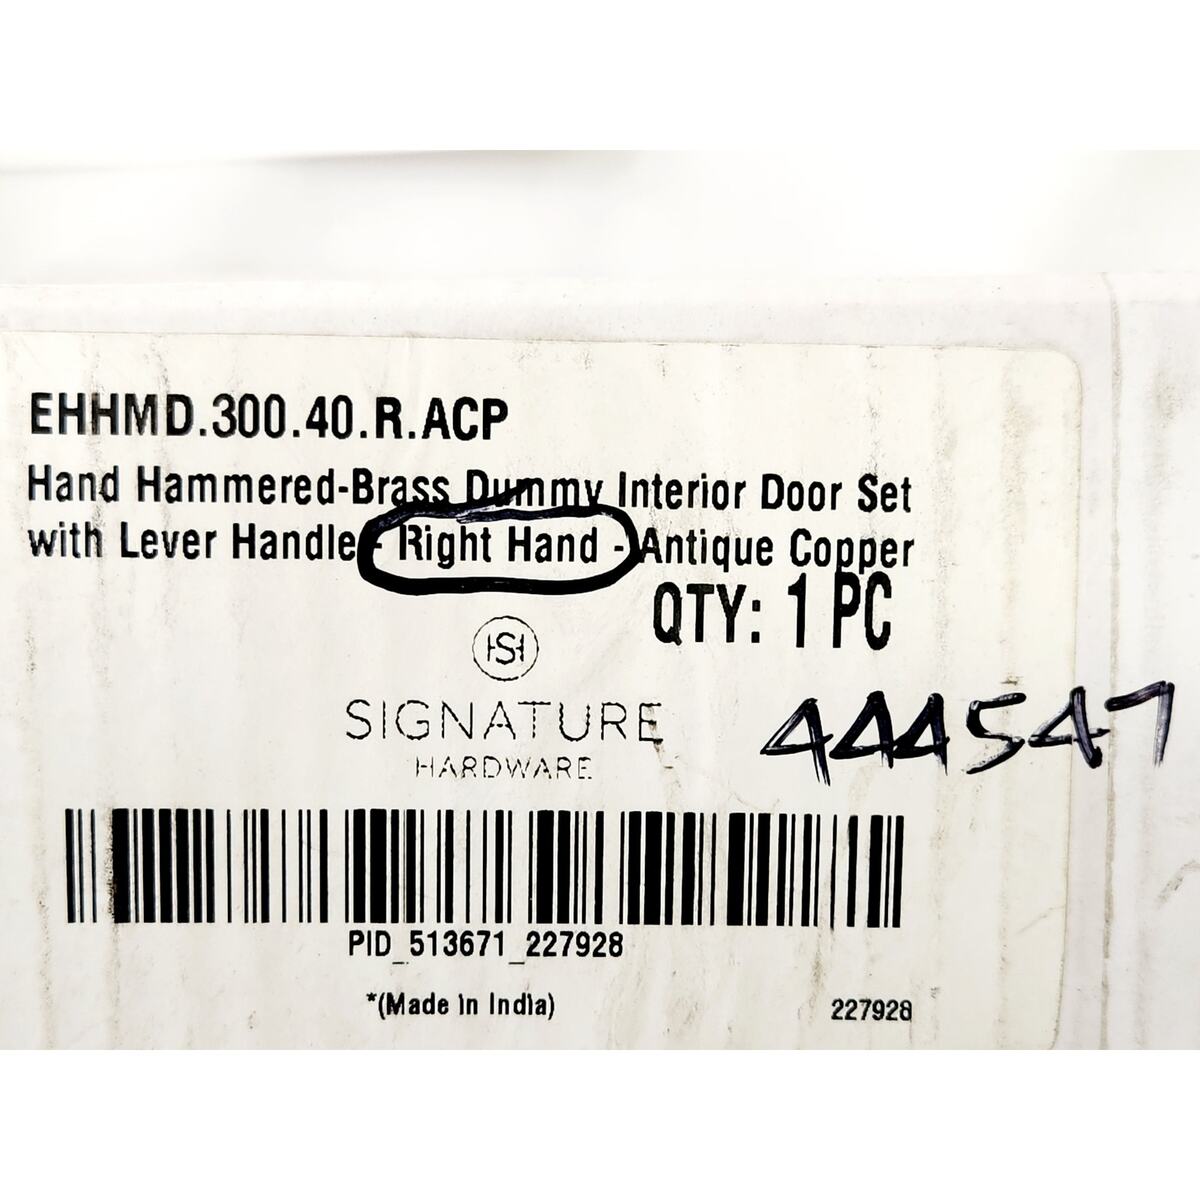 EHHMD.300.40.R.ACP
Hand Hammered-Brass Dummy Interior Door Set
with Lever Handle - Right Hand - Antique Copper
QTY: 1 PC
HS
SIGNATURE
HARDWARE
444547
PID_513671_227928
*(Made in India)
227928